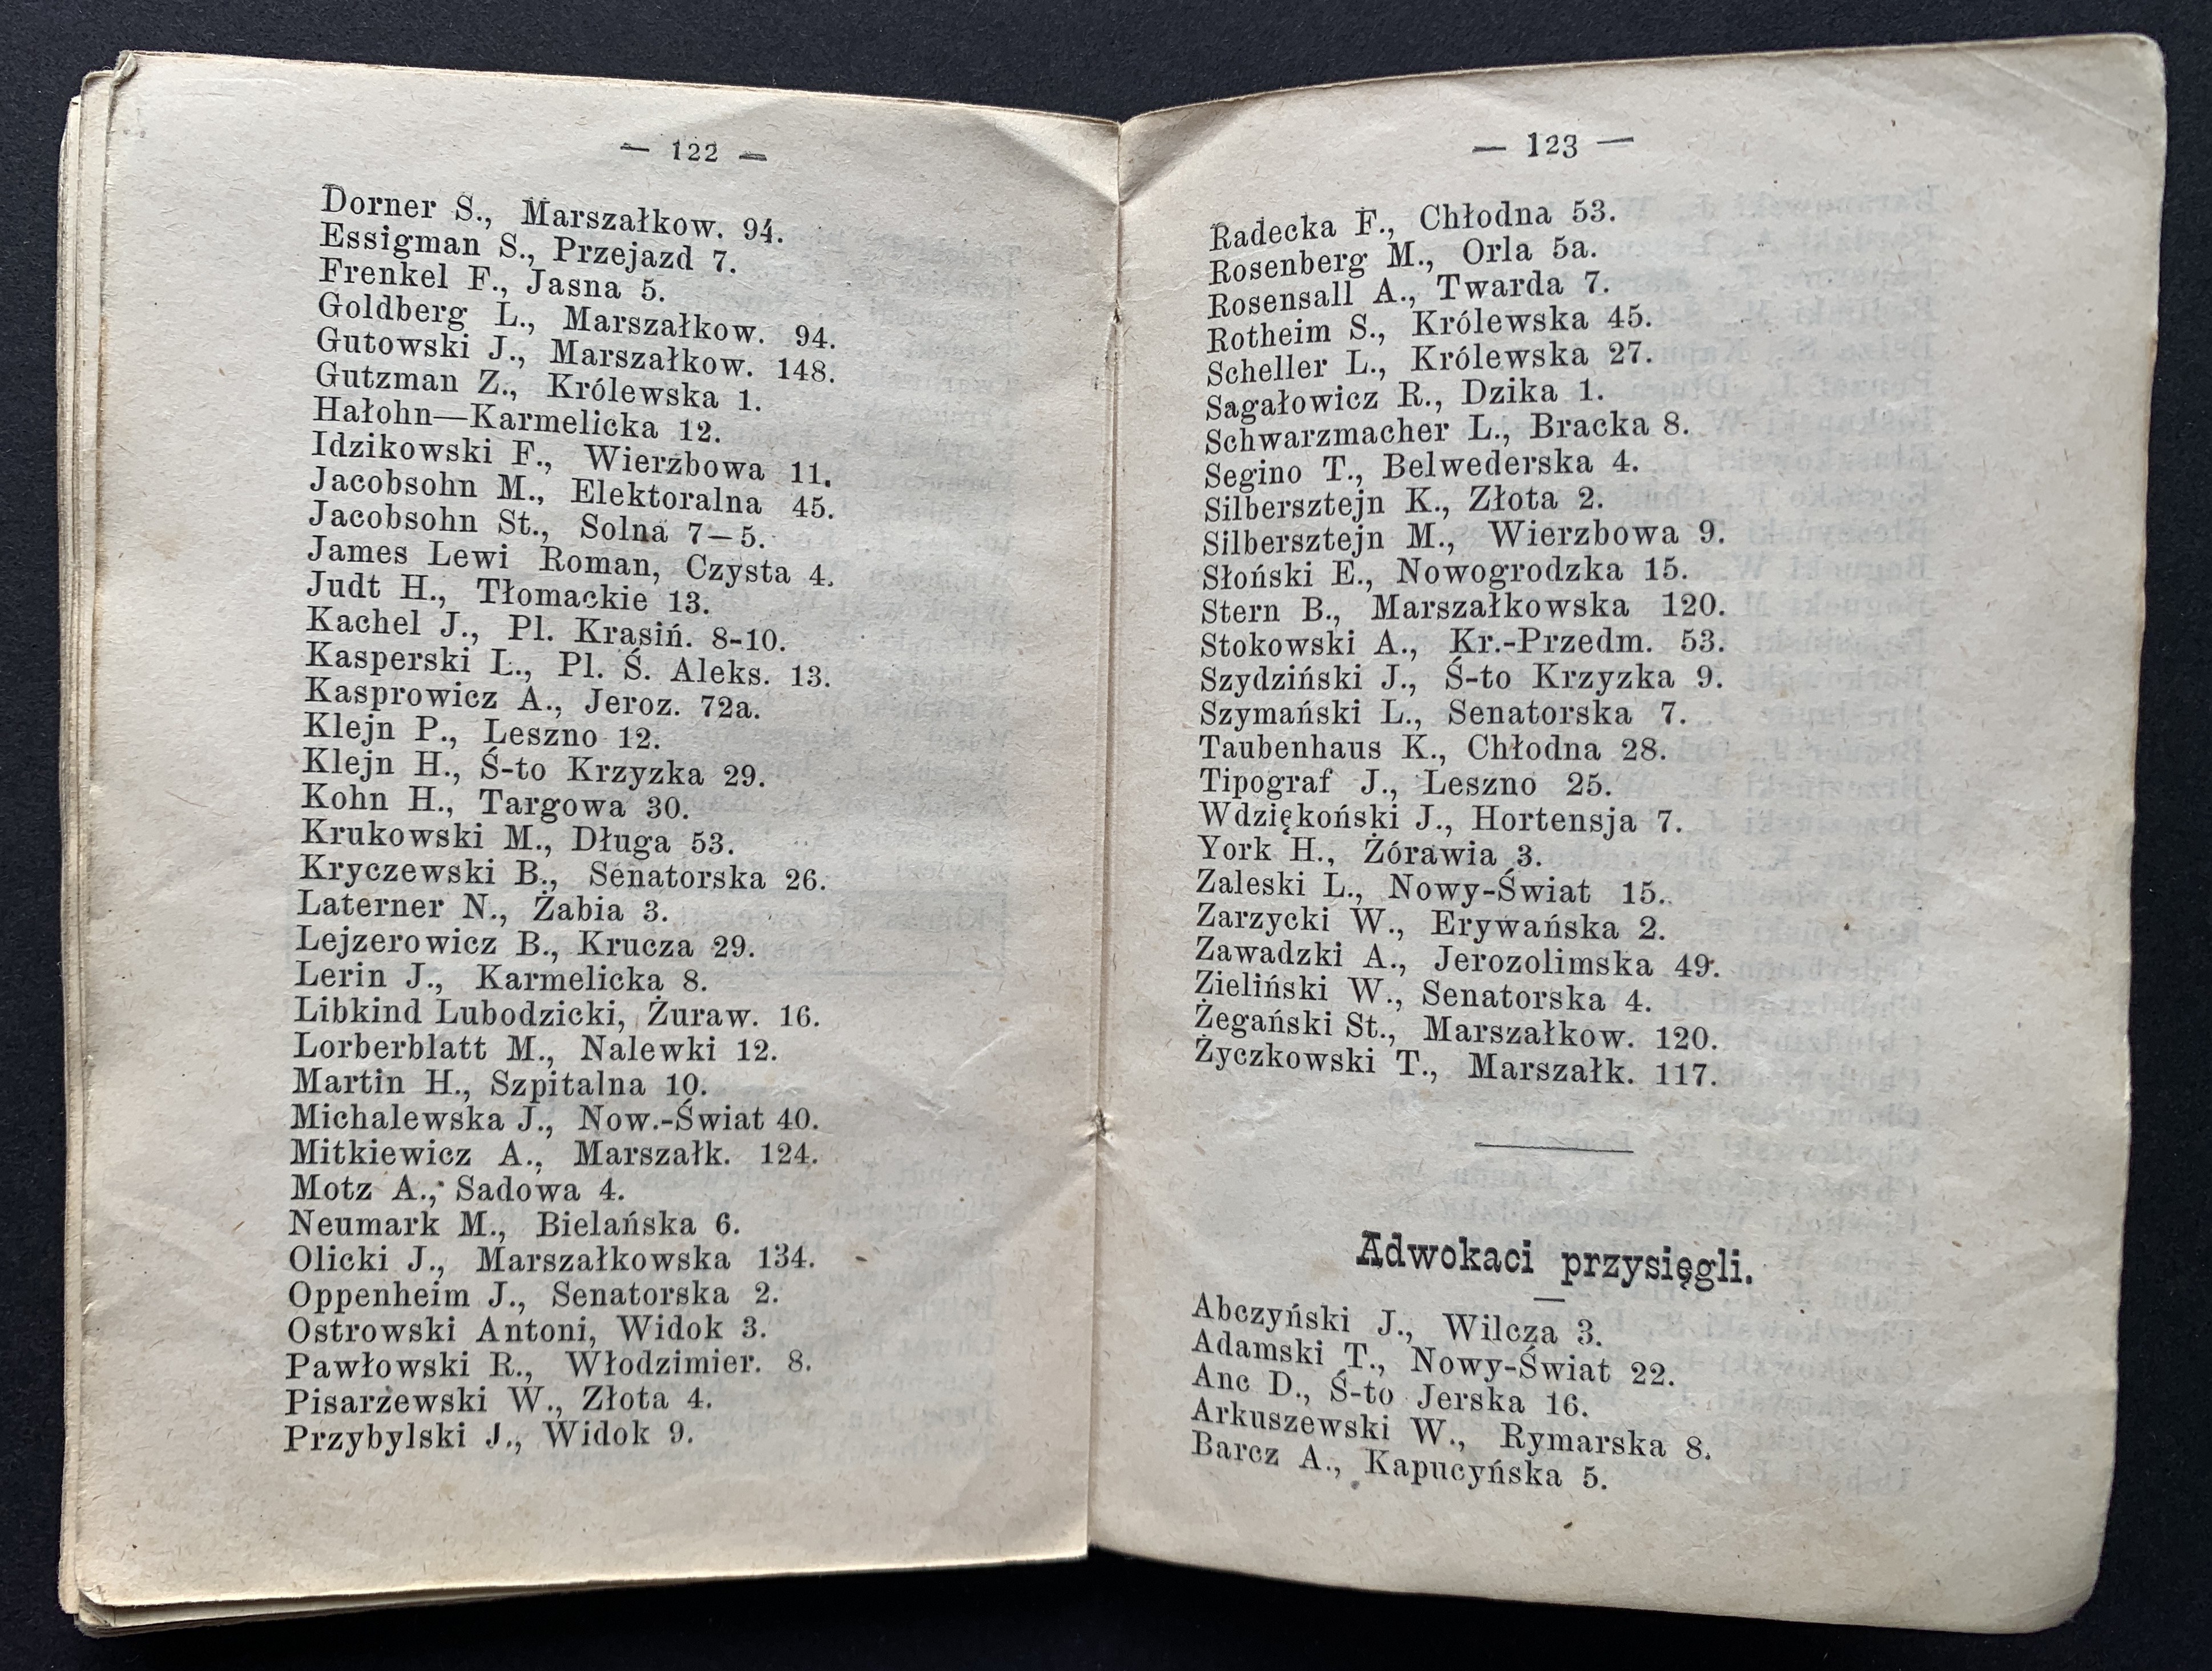 — 122 —
Dorner S., Marszałkow. 94.
Essigman S., Przejazd 7.
Frenkel F., Jasna 5.
Goldberg L., Marszałkow. 94.
Gutowski J., Marszałkow. 148.
Gutzman Z., Królewska 1.
Hałohn—Karmelicka 12.
Idzikowski F., Wierzbowa 11.
Jacobsohn M., Elektoralna 45.
Jacobsohn St., Solna 7—5.
James Lewi Roman, Czysta 4.
Judt H., Tłomackie 13.
Kachel J., Pl. Krasiń. 8-10.
Kasperski L., Pl. Ś. Aleks. 13.
Kasprowicz A., Jeroz. 72a.
Klejn P., Leszno 12.
Klejn H., Ś-to Krzyzka 29.
Kohn H., Targowa 30.
Krukowski M., Długa 53.
Kryczewski B., Senatorska 26.
Laterner N., Żabia 3.
Lejzerowicz B., Krucza 29.
Lerin J., Karmelicka 8.
Libkind Lubodzicki, Żuraw. 16.
Lorberblatt M., Nalewki 12.
Martin H., Szpitalna 10.
Michalewska J., Now.-Świat 40.
Mitkiewicz A., Marszałk. 124.
Motz A., Sadowa 4.
Neumark M., Bielańska 6.
Olicki J., Marszałkowska 134.
Oppenheim J., Senatorska 2.
Ostrowski Antoni, Widok 3.
Pawłowski R., Włodzimier. 8.
Pisarzewski W., Złota 4.
Przybylski J., Widok 9.
— 123 —
Radecka F., Chłodna 53.
Rosenberg M., Orla 5a.
Rosensall A., Twarda 7.
Rotheim S., Królewska 45.
Scheller L., Królewska 27.
Sagałowicz R., Dzika 1.
Schwarzmacher L., Bracka 8.
Segino T., Belwederska 4.
Silbersztejn K., Złota 2.
Silbersztejn M., Wierzbowa 9.
Słoński E., Nowogrodzka 15.
Stern B., Marszałkowska 120.
Stokowski A., Kr.-Przedm. 53.
Szydziński J., Ś-to Krzyzka 9.
Szymański L., Senatorska 7.
Taubenhaus K., Chłodna 28.
Tipograf J., Leszno 25.
Wdziękoński J., Hortensja 7.
York H., Żórawia 3.
Zaleski L., Nowy-Świat 15.
Zarzycki W., Erywańska 2.
Zawadzki A., Jerozolimska 49.
Zieliński W., Senatorska 4.
Żegański St., Marszałkow. 120.
Życzkowski T., Marszałk. 117.
Adwokaci przysięgli.
Abczyński J., Wilcza 3.
Adamski T., Nowy-Świat 22.
Anc D., Ś-to Jerska 16.
Arkuszewski W., Rymarska 8.
Barcz A., Kapucyńska 5.